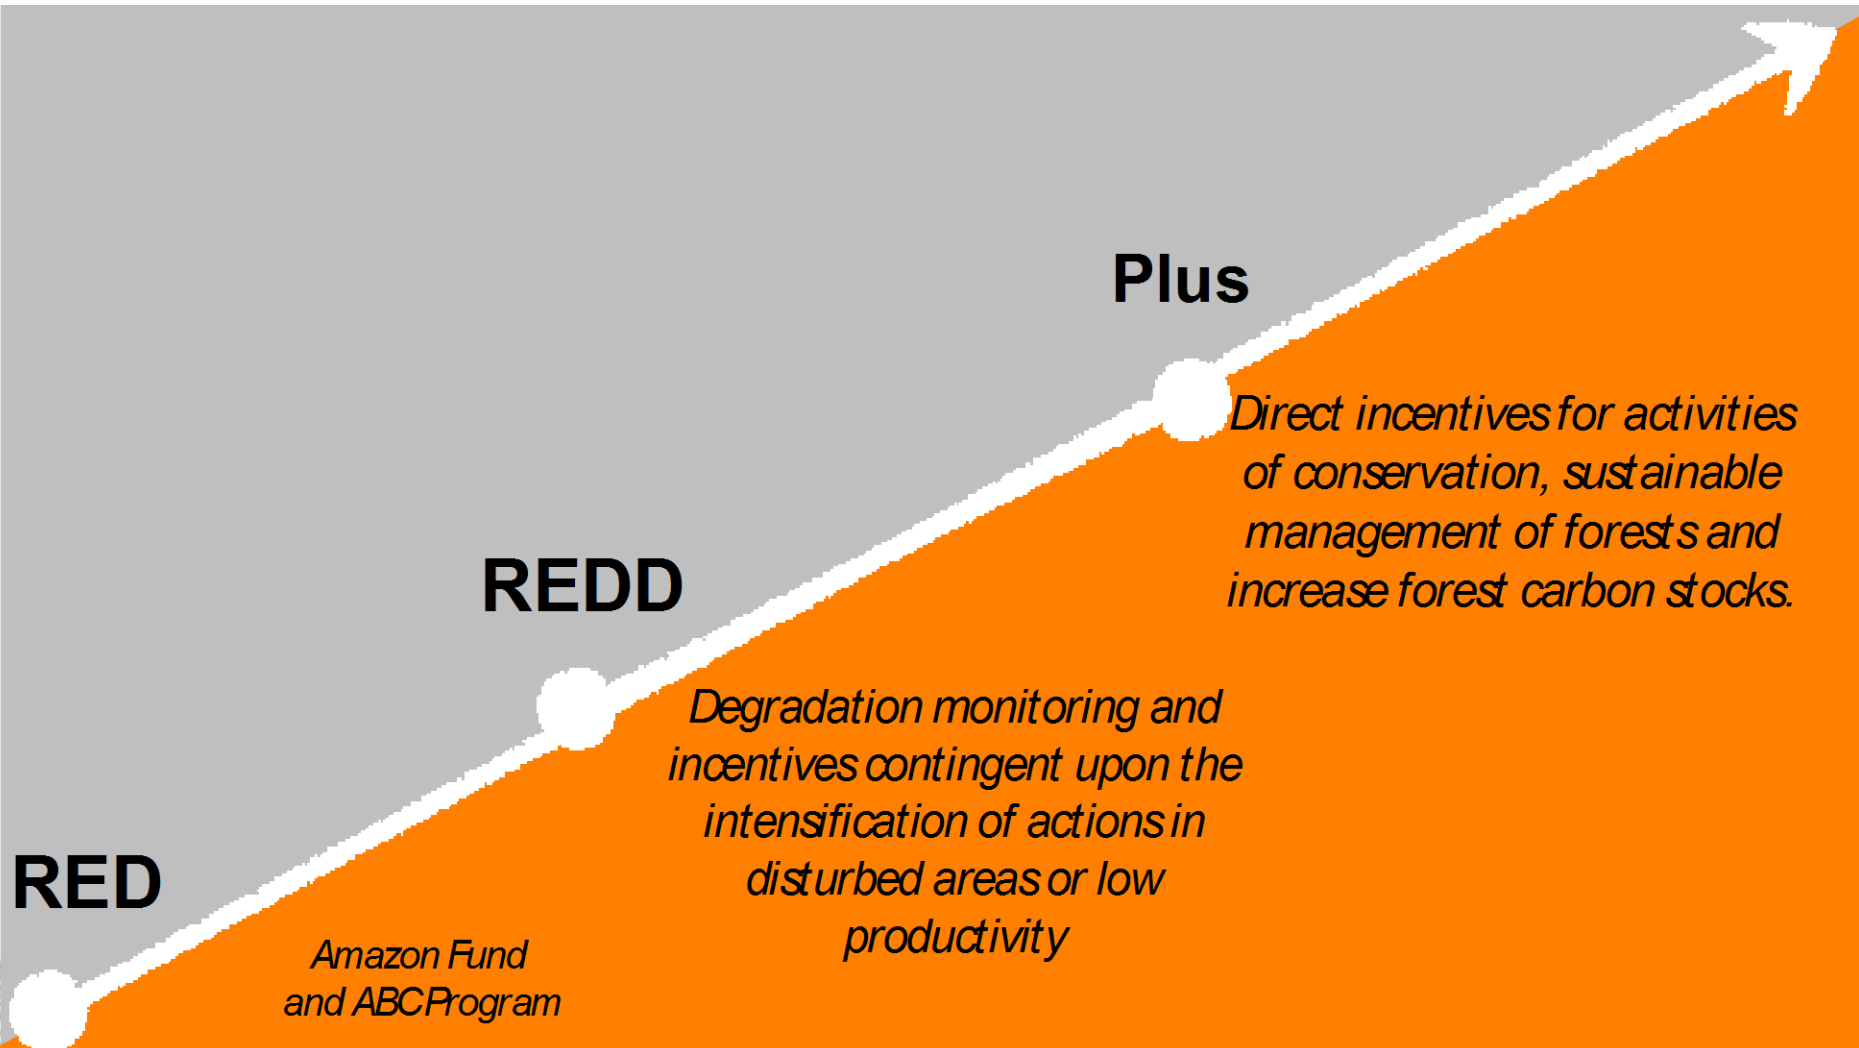 Plus
Direct incentives for activities
of conservation, sustainable
management of forests and
increase forest carbon stocks.
REDD
Degradation monitoring and
incentives contingent upon the
intensification of actions in
disturbed areas or low
productivity
RED
Amazon Fund
and ABC Program